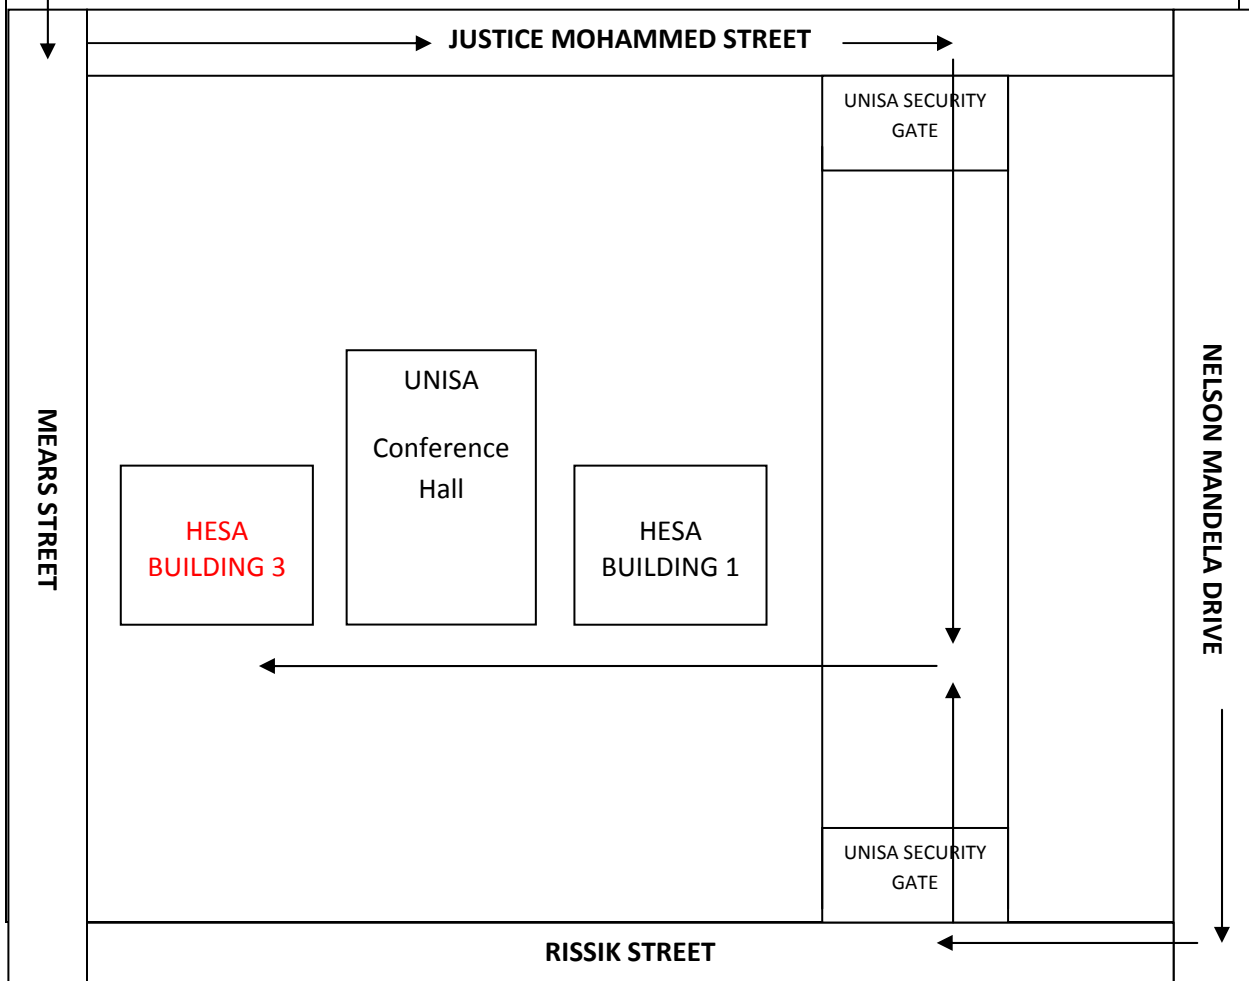 JUSTICE MOHAMMED STREET
UNISA SECURITY
GATE
NELSON MANDELA DRIVE
MEARS STREET
UNISA
Conference
Hall
HESA
BUILDING 3
HESA
BUILDING 1
UNISA SECURITY
GATE
RISSIK STREET